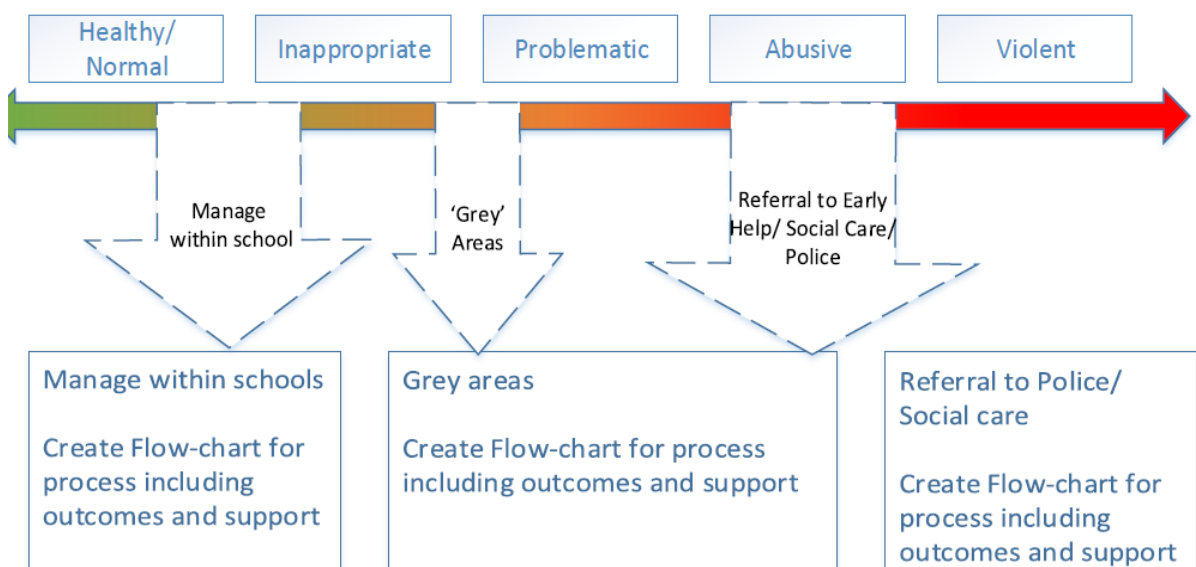 Healthy/
Normal
Inappropriate
Problematic
Abusive
Violent
Manage
within school
‘Grey’
Areas
Referral to Early
Help/ Social Care/
Police
Manage within schools
Create Flow-chart for
process including
outcomes and support
Grey areas
Create Flow-chart for process
including outcomes and support
Referral to Police/
Social care
Create Flow-chart for
process including
outcomes and support